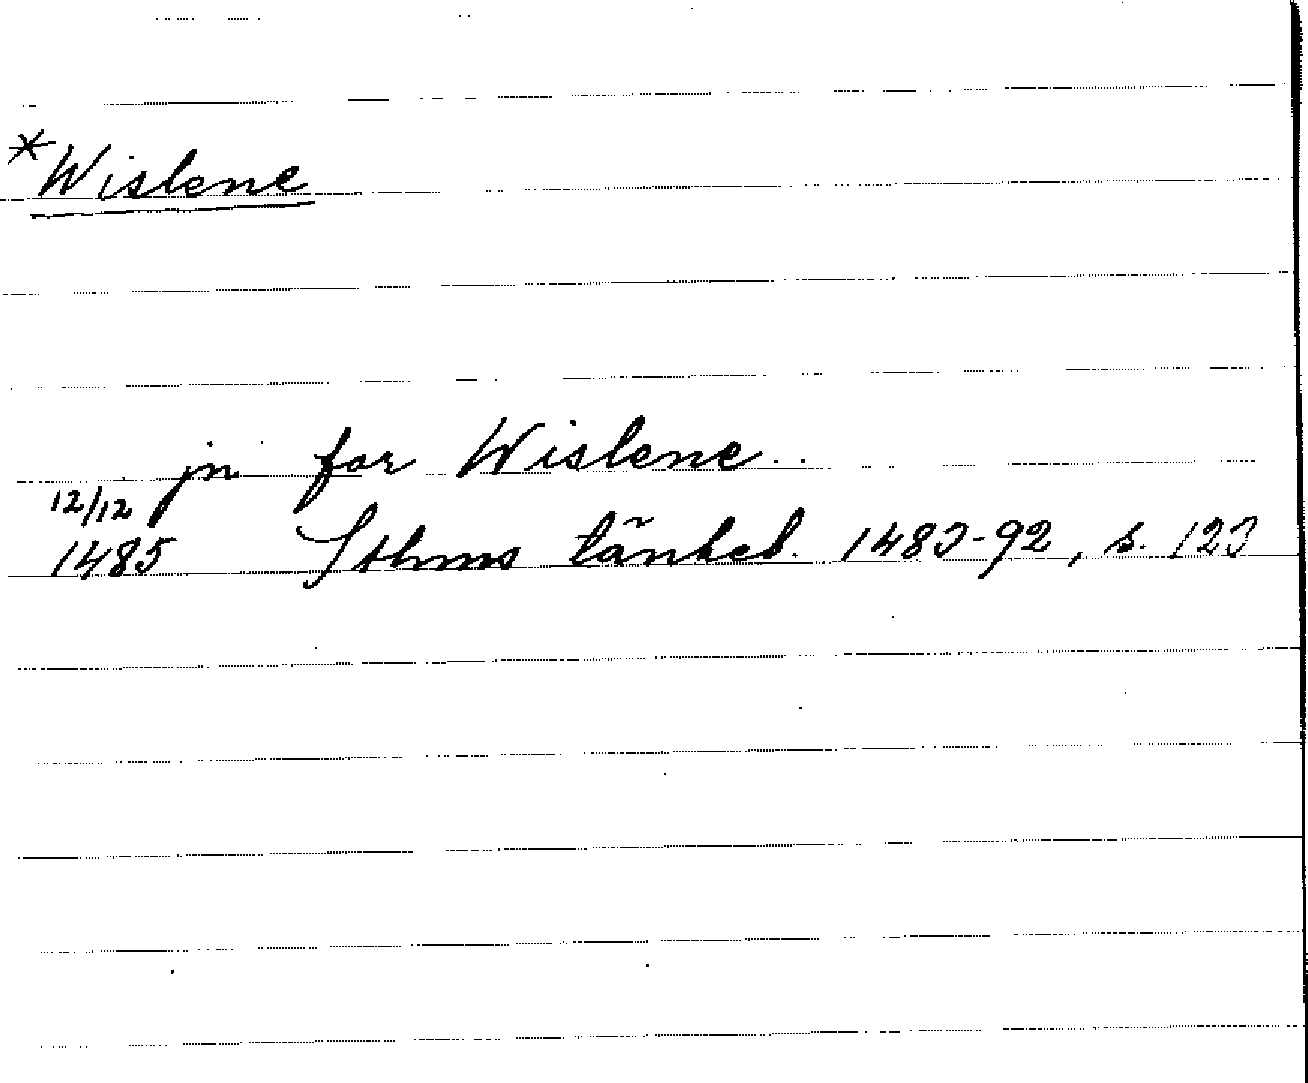 *Wislene
jn for Wislene
12/12
1485 Sthms tänkeb. 1483-92, s. 123